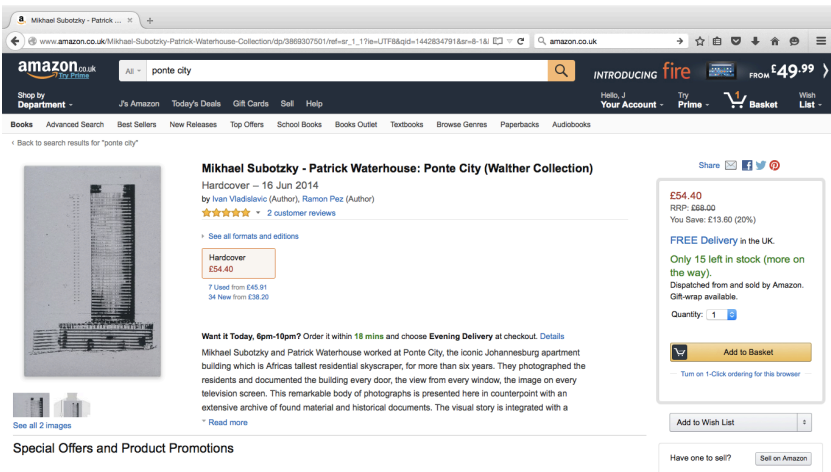 Mikhael Subotzky - Patrick ...
www.amazon.co.uk/Mikhael-Subotzky-Patrick-Waterhouse-Collection/dp/3869307501/ref=sr_1_1?ie=UTF8&qid=1442834791&sr=8-1&l
amazon.co.uk
amazon.co.uk
Try Prime
All
ponte city
INTRODUCING fire FROM £49.99
Shop by
Department
J's Amazon Today's Deals Gift Cards Sell Help
Hello, J
Your Account
Try
Prime
1
Basket
Wish
List
Books Advanced Search Best Sellers New Releases Top Offers School Books Books Outlet Textbooks Browse Genres Paperbacks Audiobooks
‹ Back to search results for "ponte city"
Mikhael Subotzky - Patrick Waterhouse: Ponte City (Walther Collection)
Hardcover – 16 Jun 2014
by Ivan Vladislavic (Author), Ramon Pez (Author)
2 customer reviews
› See all formats and editions
Hardcover
£54.40
7 Used from £45.91
34 New from £38.20
Want it Today, 6pm-10pm? Order it within 18 mins and choose Evening Delivery at checkout. Details
Mikhael Subotzky and Patrick Waterhouse worked at Ponte City, the iconic Johannesburg apartment
building which is Africas tallest residential skyscraper, for more than six years. They photographed the
residents and documented the building every door, the view from every window, the image on every
television screen. This remarkable body of photographs is presented here in counterpoint with an
extensive archive of found material and historical documents. The visual story is integrated with a
Read more
See all 2 images
Special Offers and Product Promotions
Share
£54.40
RRP: £68.00
You Save: £13.60 (20%)
FREE Delivery in the UK.
Only 15 left in stock (more on
the way).
Dispatched from and sold by Amazon.
Gift-wrap available.
Quantity: 1
Add to Basket
Turn on 1-Click ordering for this browser
Add to Wish List
Have one to sell?
Sell on Amazon